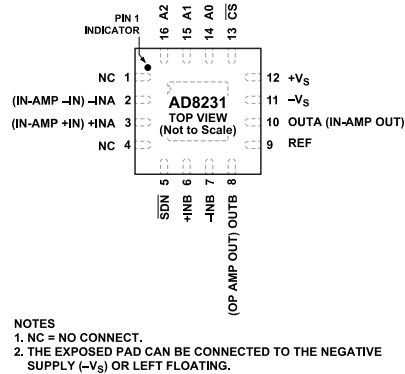 PIN 1
INDICATOR
16 A2
15 A1
14 A0
13 CS
NC 1
(IN-AMP –IN) –INA 2
(IN-AMP +IN) +INA 3
NC 4
AD8231
TOP VIEW
(Not to Scale)
12 +VS
11 –VS
10 OUTA (IN-AMP OUT)
9 REF
SDN 5
+INB 6
–INB 7
(OP AMP OUT) OUTB 8
NOTES
1. NC = NO CONNECT.
2. THE EXPOSED PAD CAN BE CONNECTED TO THE NEGATIVE
SUPPLY (–VS) OR LEFT FLOATING.